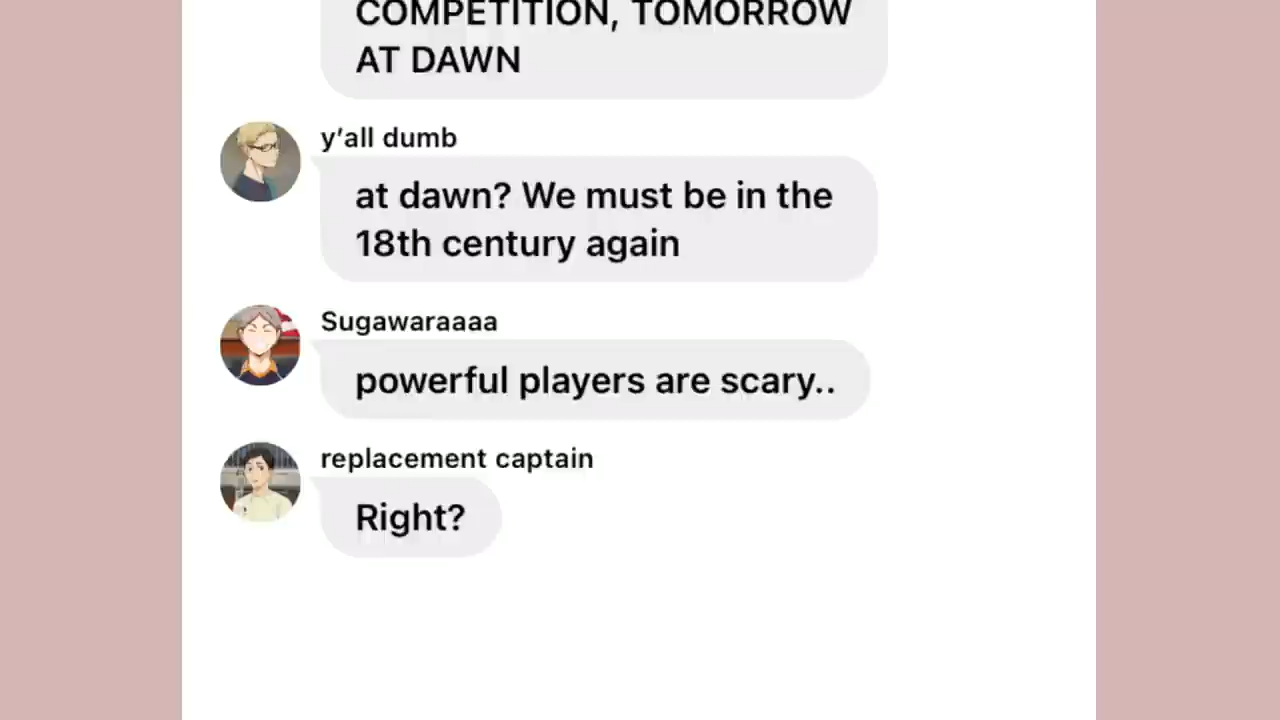 COMPETITION, TOMORROW
AT DAWN
y’all dumb
at dawn? We must be in the
18th century again
Sugawaraaaa
powerful players are scary..
replacement captain
Right?